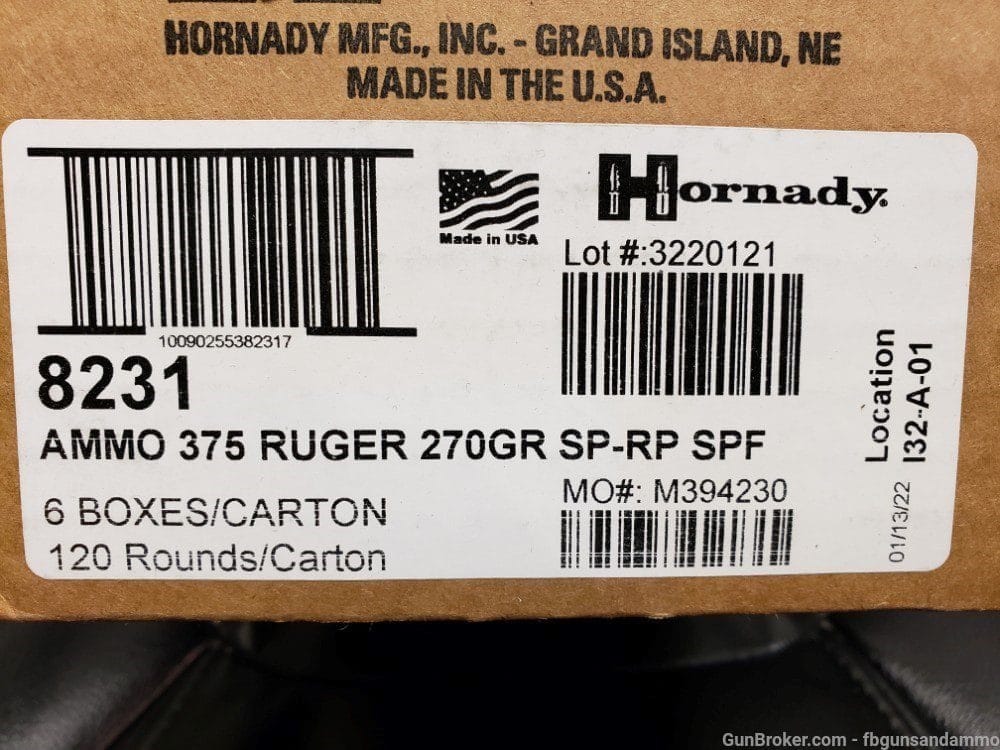 HORNADY MFG., INC. - GRAND ISLAND, NE
MADE IN THE U.S.A.
Made in USA
Hornady.
Lot #:3220121
10090255382317
8231
AMMO 375 RUGER 270GR SP-RP SPF
6 BOXES/CARTON
120 Rounds/Carton
MO#: M394230
Location
I32-A-01
01/13/22
GunBroker.com - fbgunsandammo